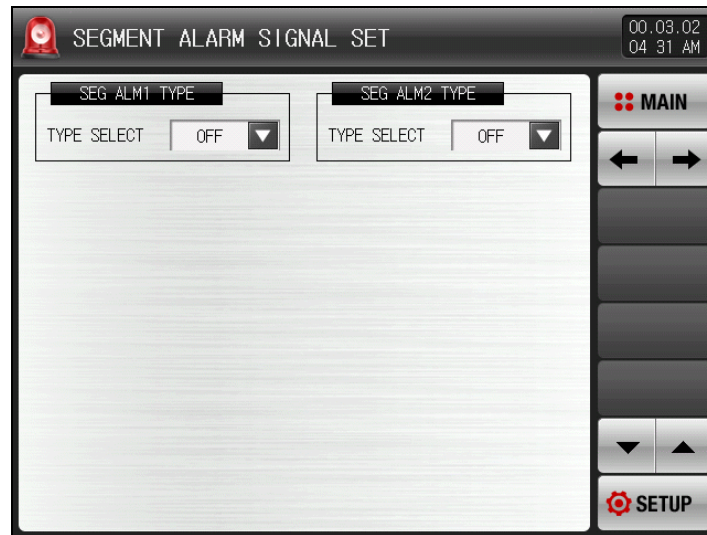 SEGMENT ALARM SIGNAL SET
00.03.02
04 31 AM
SEG ALM1 TYPE
TYPE SELECT OFF
SEG ALM2 TYPE
TYPE SELECT OFF
MAIN
SETUP